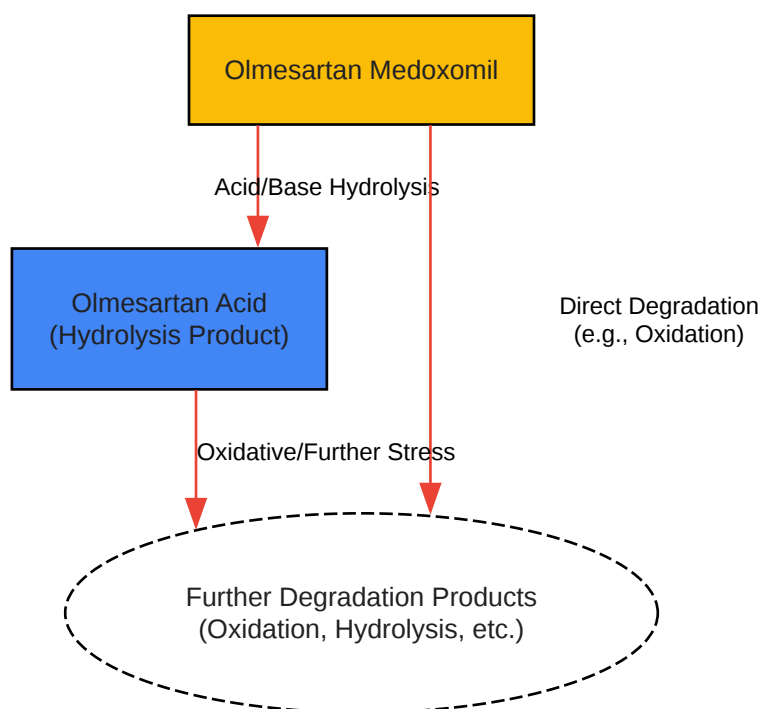 Olmesartan Medoxomil
Acid/Base Hydrolysis
Olmesartan Acid
(Hydrolysis Product)
Direct Degradation
(e.g., Oxidation)
Oxidative/Further Stress
Further Degradation Products
(Oxidation, Hydrolysis, etc.)